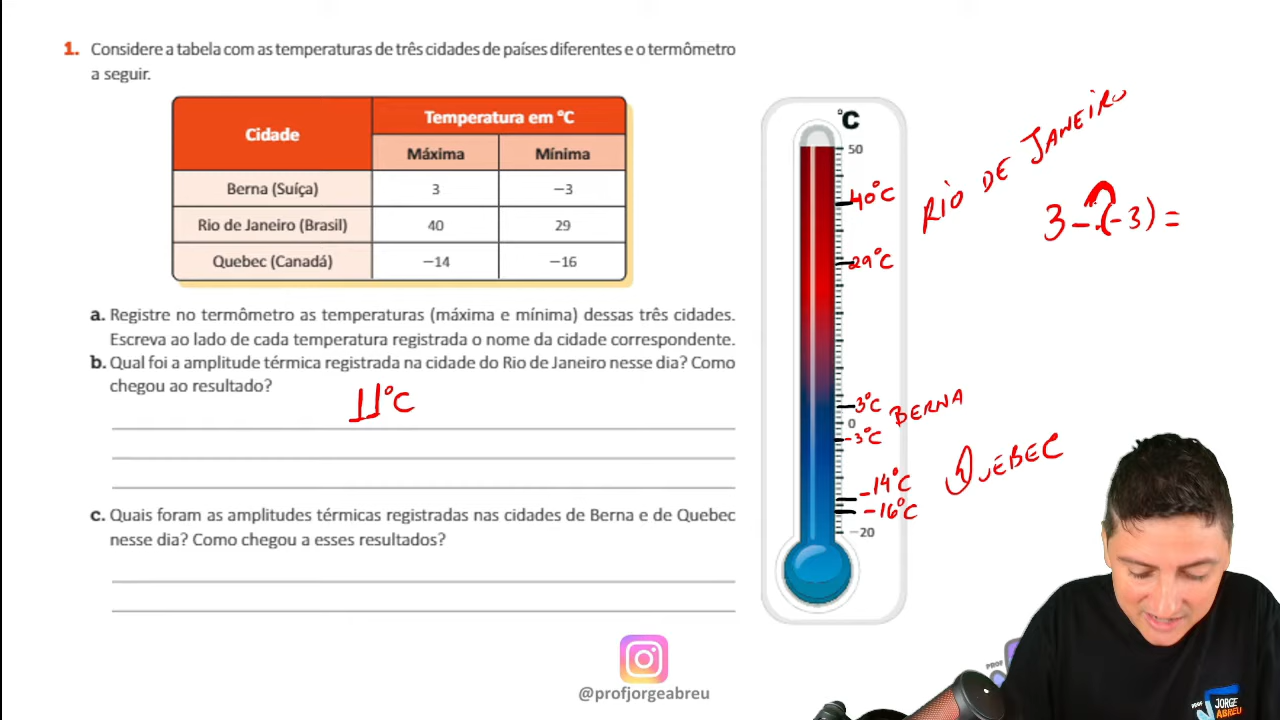 1. Considere a tabela com as temperaturas de três cidades de países diferentes e o termômetro
a seguir.
Cidade
Temperatura em °C
Máxima
Mínima
Berna (Suíça) 3 −3
Rio de Janeiro (Brasil) 40 29
Quebec (Canadá) −14 −16
a. Registre no termômetro as temperaturas (máxima e mínima) dessas três cidades.
Escreva ao lado de cada temperatura registrada o nome da cidade correspondente.
b. Qual foi a amplitude térmica registrada na cidade do Rio de Janeiro nesse dia? Como
chegou ao resultado?
11°C
c. Quais foram as amplitudes térmicas registradas nas cidades de Berna e de Quebec
nesse dia? Como chegou a esses resultados?
@profjorgeabreu
°C
50
40°C
29°C
RIO DE JANEIRO
3°C
0
-3°C
BERNA
-14°C
-16°C
QUEBEC
−20
3-(-3)=
PROF
PROF
JORGE
ABREU